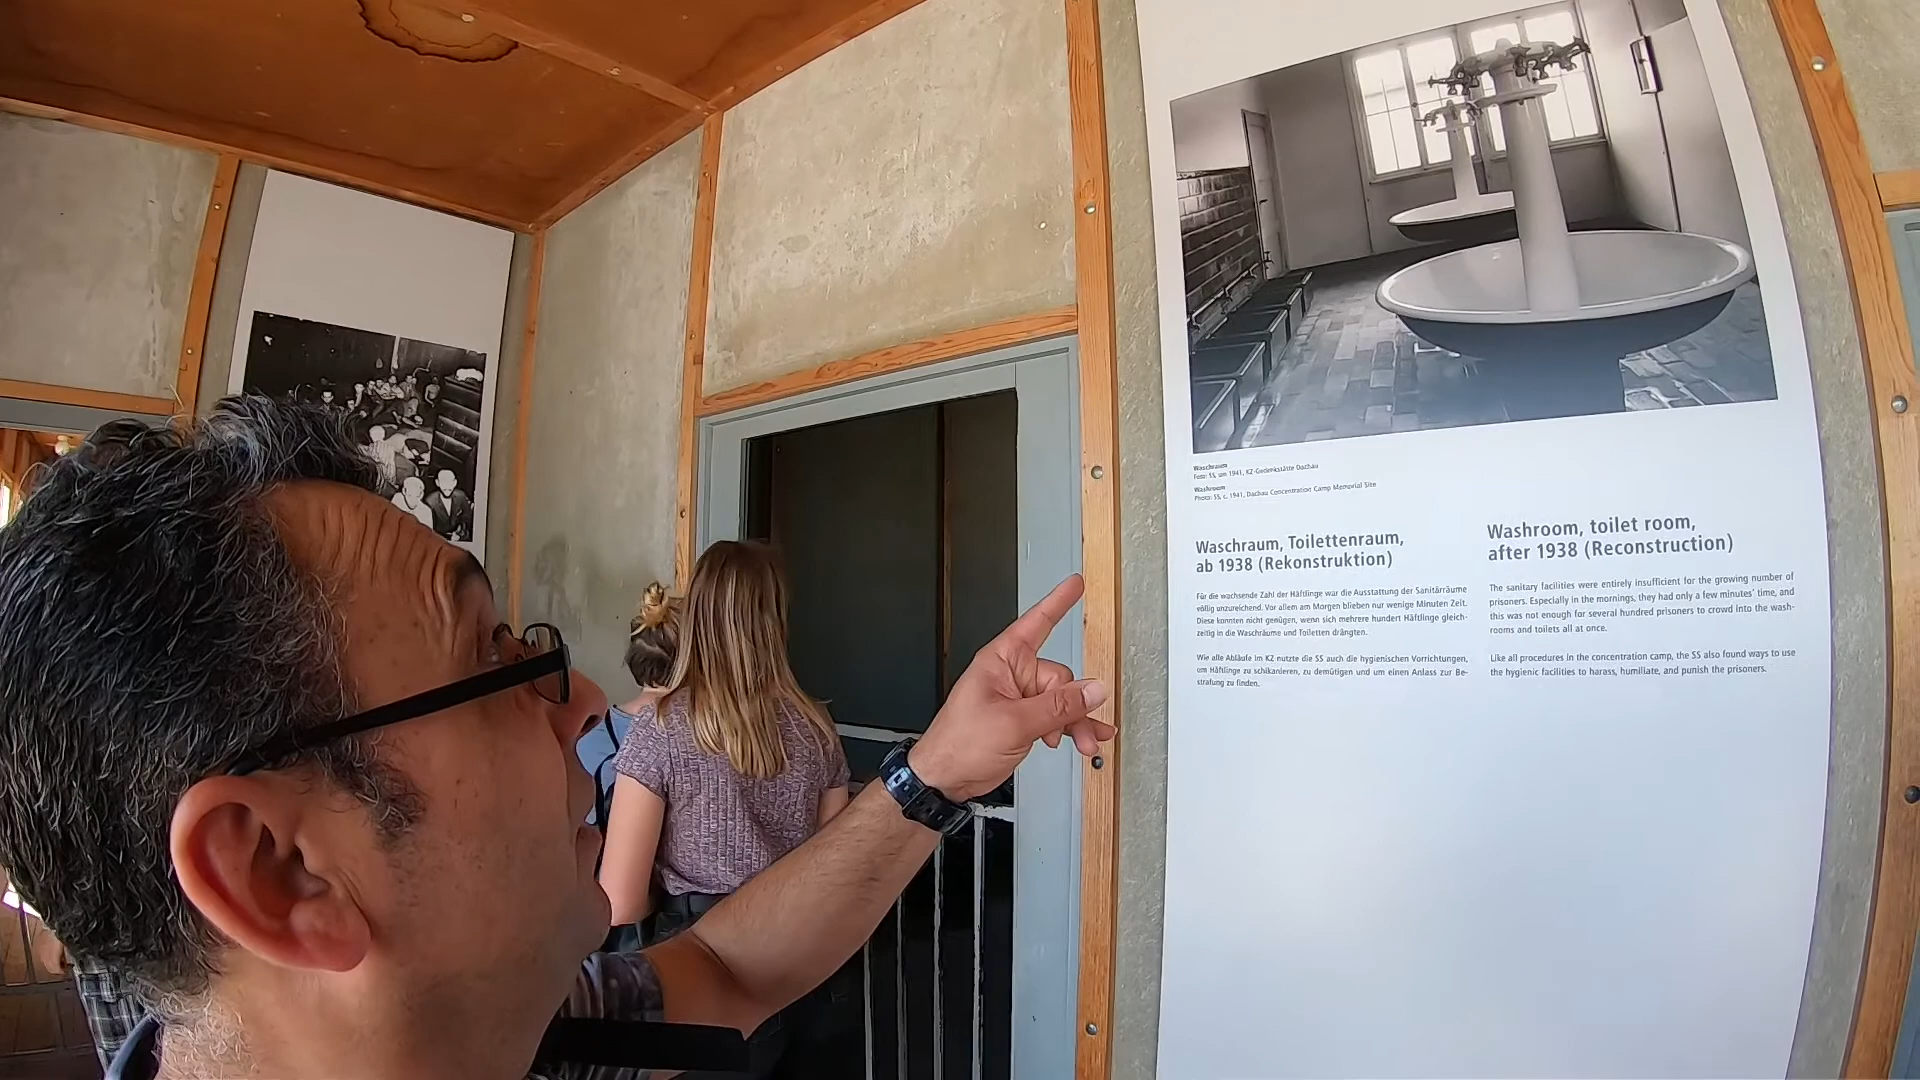 Waschraum
Foto: SS, um 1941, KZ-Gedenkstätte Dachau
Washroom
Photo: SS, c. 1941, Dachau Concentration Camp Memorial Site
Waschraum, Toilettenraum,
ab 1938 (Rekonstruktion)
Für die wachsende Zahl der Häftlinge war die Ausstattung der Sanitärräume
völlig unzureichend. Vor allem am Morgen blieben nur wenige Minuten Zeit.
Diese konnten nicht genügen, wenn sich mehrere hundert Häftlinge gleich-
zeitig in die Waschräume und Toiletten drängten.
Wie alle Abläufe im KZ nutzte die SS auch die hygienischen Vorrichtungen,
um Häftlinge zu schikanieren, zu demütigen und um einen Anlass zur Be-
strafung zu finden.
Washroom, toilet room,
after 1938 (Reconstruction)
The sanitary facilities were entirely insufficient for the growing number of
prisoners. Especially in the mornings, they had only a few minutes' time, and
this was not enough for several hundred prisoners to crowd into the wash-
rooms and toilets all at once.
Like all procedures in the concentration camp, the SS also found ways to use
the hygienic facilities to harass, humiliate, and punish the prisoners.